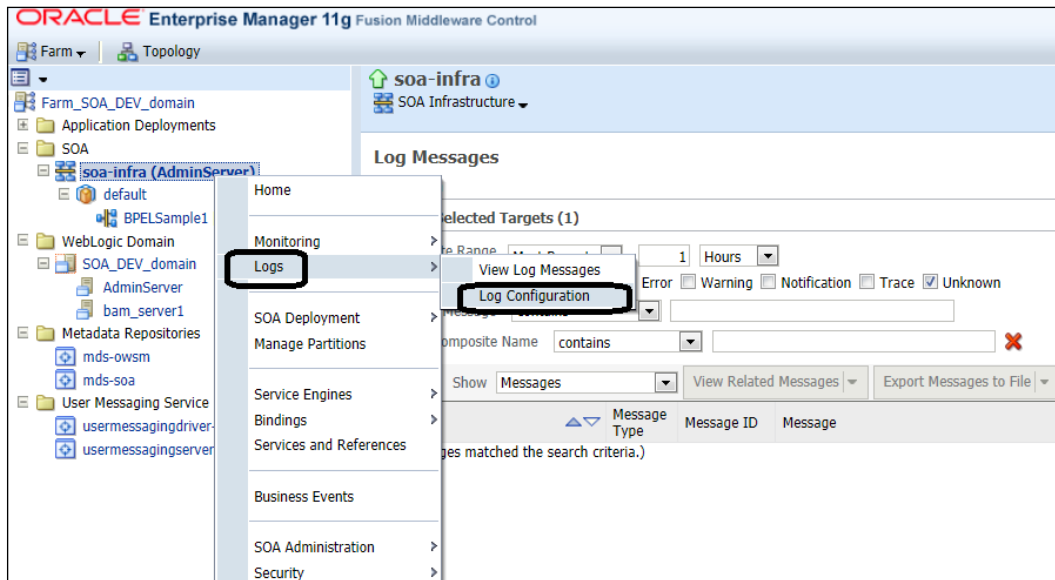 ORACLE Enterprise Manager 11g Fusion Middleware Control
Farm
Topology
Farm_SOA_DEV_domain
Application Deployments
SOA
soa-infra (AdminServer)
default
BPELSample1
WebLogic Domain
SOA_DEV_domain
AdminServer
bam_server1
Metadata Repositories
mds-owsm
mds-soa
User Messaging Service
usermessagingdriver-
usermessagingserver
soa-infra
SOA Infrastructure
Log Messages
Selected Targets (1)
Range
1 Hours
Error Warning Notification Trace Unknown
contains
Composite Name contains
Show Messages View Related Messages Export Messages to File
Message Type Message ID Message
matched the search criteria.)
Home
Monitoring
Logs
SOA Deployment
Manage Partitions
Service Engines
Bindings
Services and References
Business Events
SOA Administration
Security
View Log Messages
Log Configuration